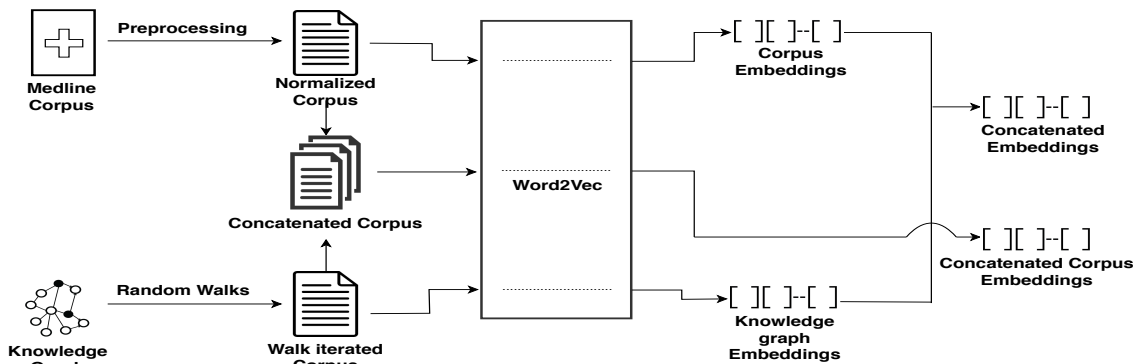 Preprocessing
Medline
Corpus
Normalized
Corpus
Concatenated Corpus
Random Walks
Knowledge
Walk iterated
Corpus
Word2Vec
[ ][ ]--[ ]
Corpus
Embeddings
[ ][ ]--[ ]
Concatenated
Embeddings
[ ][ ]--[ ]
Concatenated Corpus
Embeddings
[ ][ ]--[ ]
Knowledge
graph
Embeddings